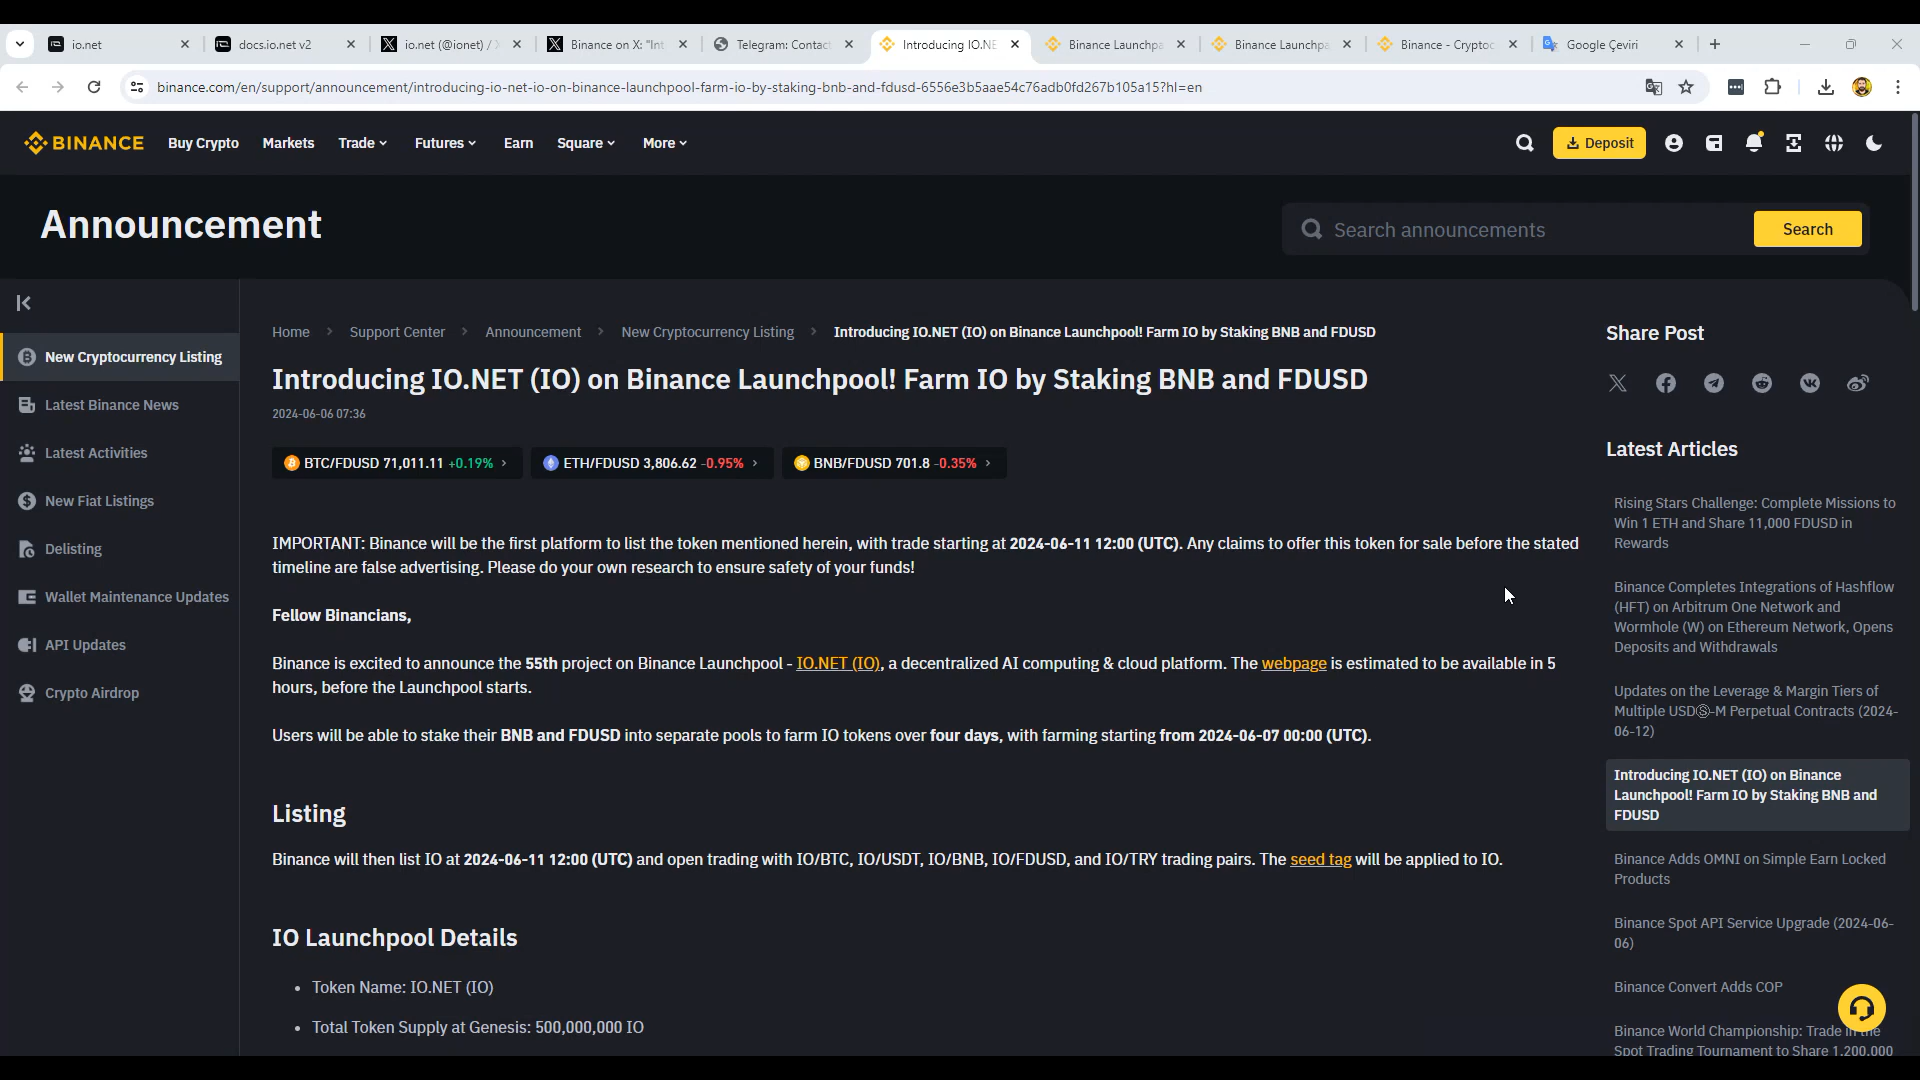 io.net
docs.io.net v2
io.net (@ionet) /
Binance on X: "Int
Telegram: Contac
Introducing IO.NE
Binance Launchpa
Binance Launchpa
Binance - Cryptoc
Google Çeviri
binance.com/en/support/announcement/introducing-io-net-io-on-binance-launchpool-farm-io-by-staking-bnb-and-fdusd-6556e3b5aae54c76adb0fd267b105a15?hl=en
BINANCE
Buy Crypto
Markets
Trade
Futures
Earn
Square
More
Deposit
Announcement
Search announcements
Search
New Cryptocurrency Listing
Latest Binance News
Latest Activities
New Fiat Listings
Delisting
Wallet Maintenance Updates
API Updates
Crypto Airdrop
Home > Support Center > Announcement > New Cryptocurrency Listing > Introducing IO.NET (IO) on Binance Launchpool! Farm IO by Staking BNB and FDUSD
Introducing IO.NET (IO) on Binance Launchpool! Farm IO by Staking BNB and FDUSD
2024-06-06 07:36
BTC/FDUSD 71,011.11 +0.19% >
ETH/FDUSD 3,806.62 -0.95% >
BNB/FDUSD 701.8 -0.35% >
IMPORTANT: Binance will be the first platform to list the token mentioned herein, with trade starting at 2024-06-11 12:00 (UTC). Any claims to offer this token for sale before the stated
timeline are false advertising. Please do your own research to ensure safety of your funds!
Fellow Binancians,
Binance is excited to announce the 55th project on Binance Launchpool - IO.NET (IO), a decentralized AI computing & cloud platform. The webpage is estimated to be available in 5
hours, before the Launchpool starts.
Users will be able to stake their BNB and FDUSD into separate pools to farm IO tokens over four days, with farming starting from 2024-06-07 00:00 (UTC).
Listing
Binance will then list IO at 2024-06-11 12:00 (UTC) and open trading with IO/BTC, IO/USDT, IO/BNB, IO/FDUSD, and IO/TRY trading pairs. The seed tag will be applied to IO.
IO Launchpool Details
• Token Name: IO.NET (IO)
• Total Token Supply at Genesis: 500,000,000 IO
Share Post
Latest Articles
Rising Stars Challenge: Complete Missions to
Win 1 ETH and Share 11,000 FDUSD in
Rewards
Binance Completes Integrations of Hashflow
(HFT) on Arbitrum One Network and
Wormhole (W) on Ethereum Network, Opens
Deposits and Withdrawals
Updates on the Leverage & Margin Tiers of
Multiple USDⓈ-M Perpetual Contracts (2024-
06-12)
Introducing IO.NET (IO) on Binance
Launchpool! Farm IO by Staking BNB and
FDUSD
Binance Adds OMNI on Simple Earn Locked
Products
Binance Spot API Service Upgrade (2024-06-
06)
Binance Convert Adds COP
Binance World Championship: Trade in the
Spot Trading Tournament to Share 1,200,000